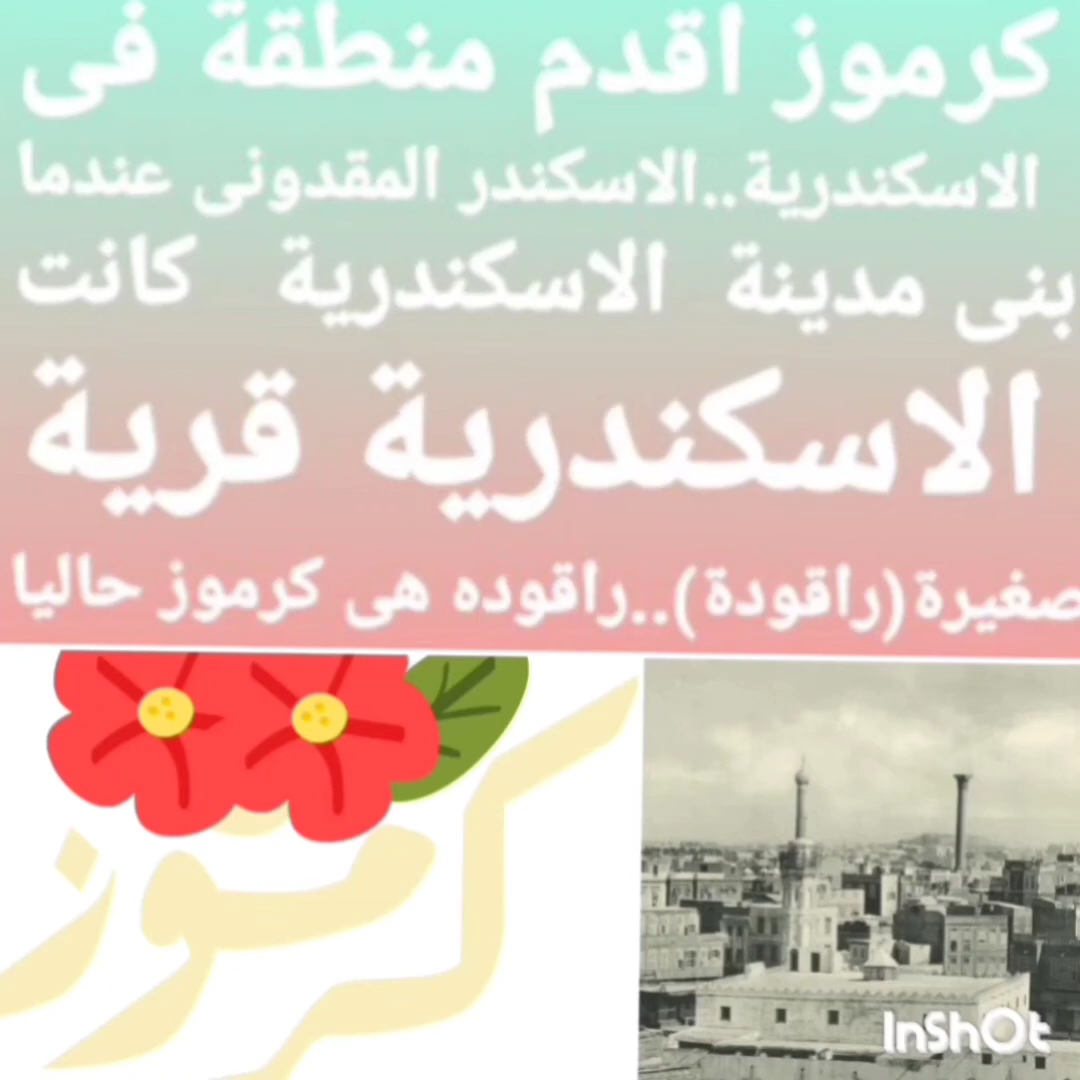 كرموز اقدم منطقة فى
الاسكندرية..الاسكندر المقدونى عندما
بنى مدينة الاسكندرية كانت
الاسكندرية قرية
صغيرة(راقودة)..راقوده هى كرموز حاليا
كرموز
InShOt